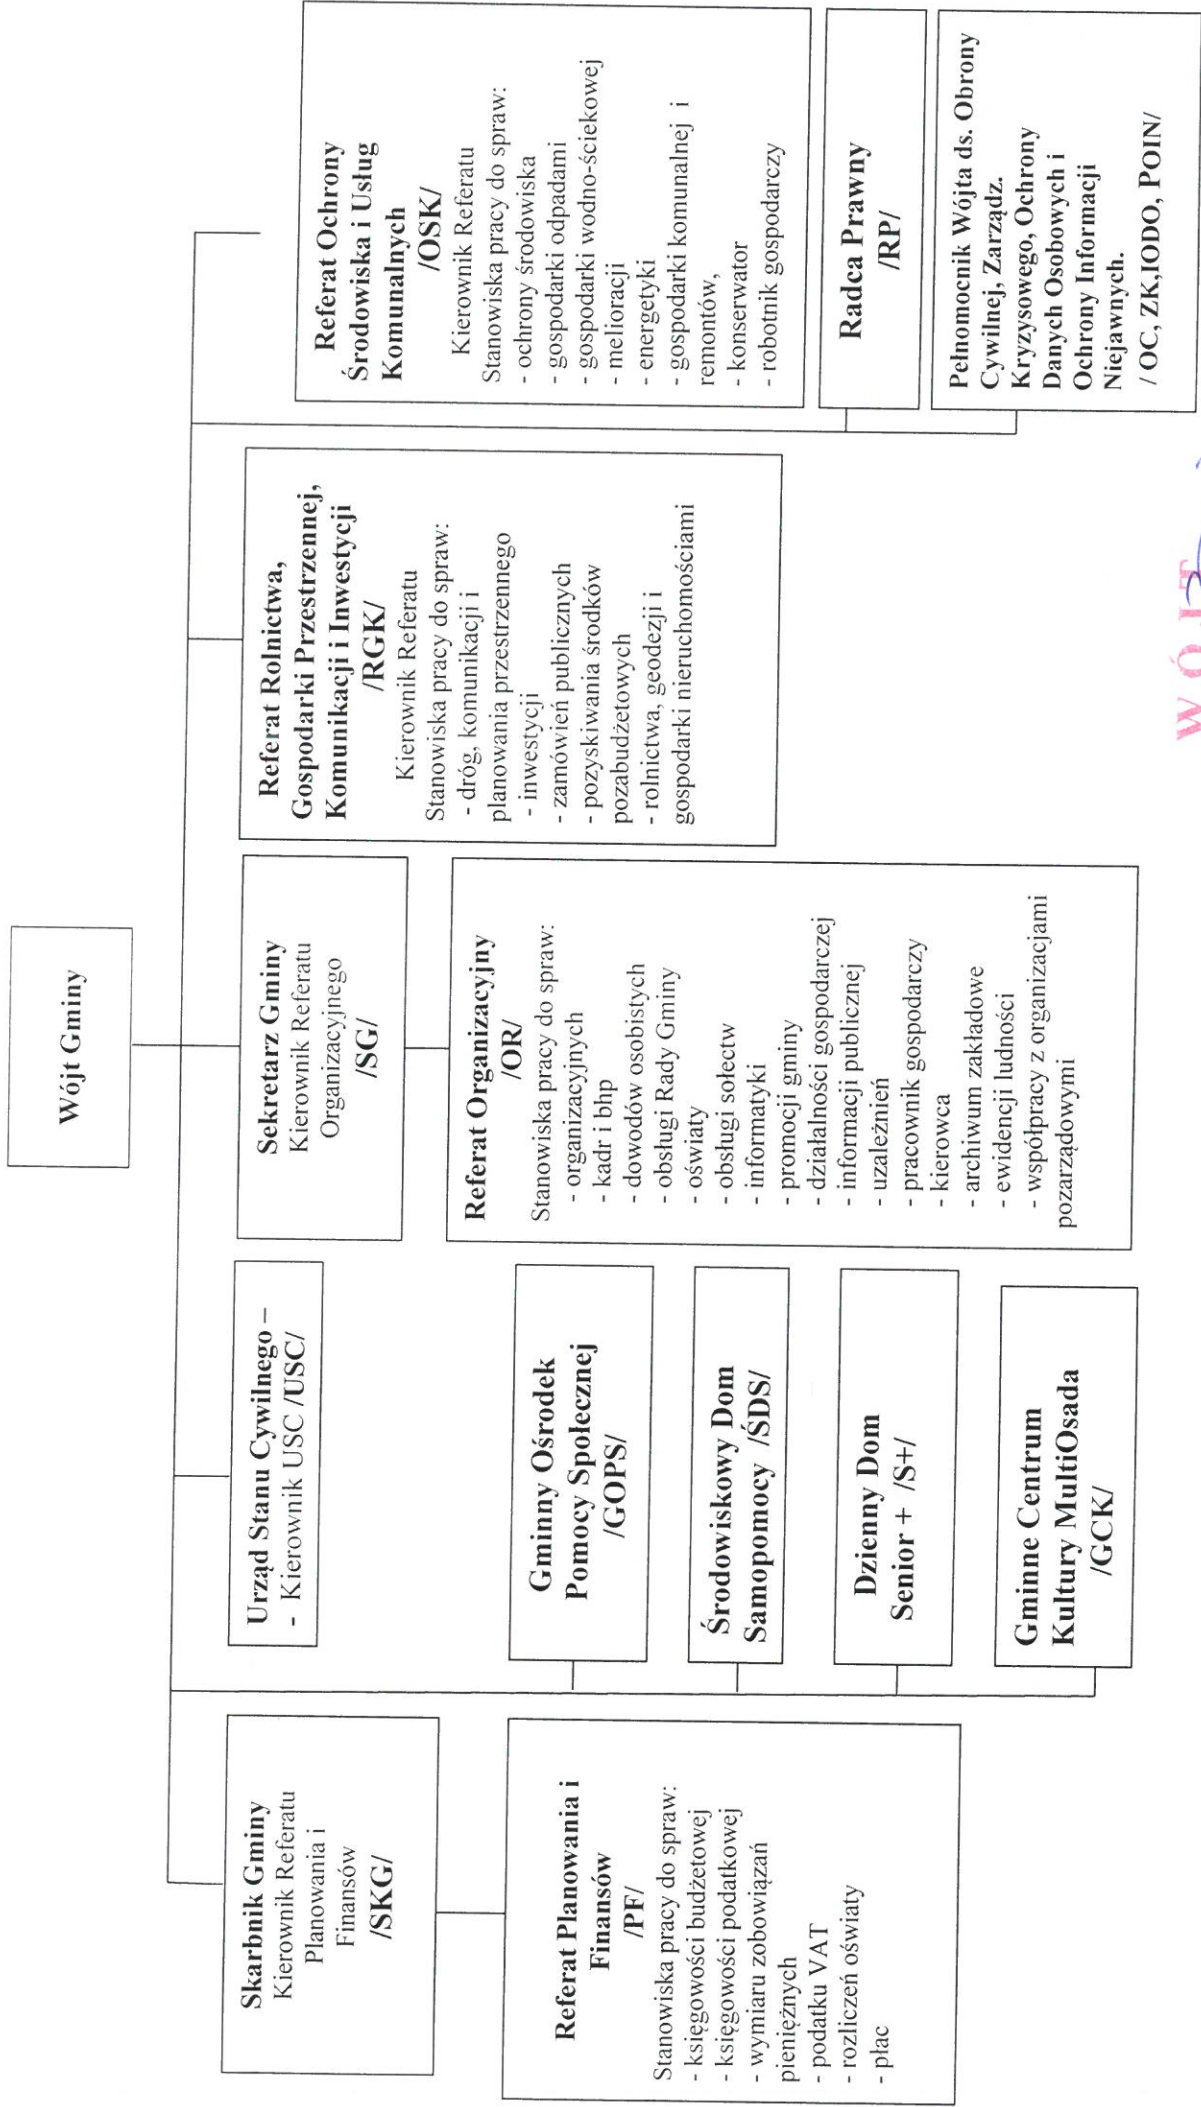 Wójt Gminy
Skarbnik Gminy
Kierownik Referatu
Planowania i
Finansów
/SKG/
Referat Planowania i
Finansów
/PF/
Stanowiska pracy do spraw:
- księgowości budżetowej
- księgowości podatkowej
- wymiaru zobowiązań
pieniężnych
- podatku VAT
- rozliczeń oświaty
- płac
Urząd Stanu Cywilnego –
- Kierownik USC /USC/
Gminny Ośrodek
Pomocy Społecznej
/GOPS/
Środowiskowy Dom
Samopomocy /ŚDS/
Dzienny Dom
Senior + /S+/
Gminne Centrum
Kultury MultiOsada
/GCK/
Sekretarz Gminy
Kierownik Referatu
Organizacyjnego
/SG/
Referat Organizacyjny
/OR/
Stanowiska pracy do spraw:
- organizacyjnych
- kadr i bhp
- dowodów osobistych
- obsługi Rady Gminy
- oświaty
- obsługi sołectw
- informatyki
- promocji gminy
- działalności gospodarczej
- informacji publicznej
- uzależnień
- pracownik gospodarczy
- kierowca
- archiwum zakładowe
- ewidencji ludności
- współpracy z organizacjami
pozarządowymi
Referat Rolnictwa,
Gospodarki Przestrzennej,
Komunikacji i Inwestycji
/RGK/
Kierownik Referatu
Stanowiska pracy do spraw:
- dróg, komunikacji i
planowania przestrzennego
- inwestycji
- zamówień publicznych
- pozyskiwania środków
pozabudżetowych
- rolnictwa, geodezji i
gospodarki nieruchomościami
Referat Ochrony
Środowiska i Usług
Komunalnych
/OSK/
Kierownik Referatu
Stanowiska pracy do spraw:
- ochrony środowiska
- gospodarki odpadami
- gospodarki wodno-ściekowej
- melioracji
- energetyki
- gospodarki komunalnej i
remontów,
- konserwator
- robotnik gospodarczy
Radca Prawny
/RP/
Pełnomocnik Wójta ds. Obrony
Cywilnej, Zarządz.
Kryzysowego, Ochrony
Danych Osobowych i
Ochrony Informacji
Niejawnych.
/ OC, ZK,IODO, POIN/
WÓJT